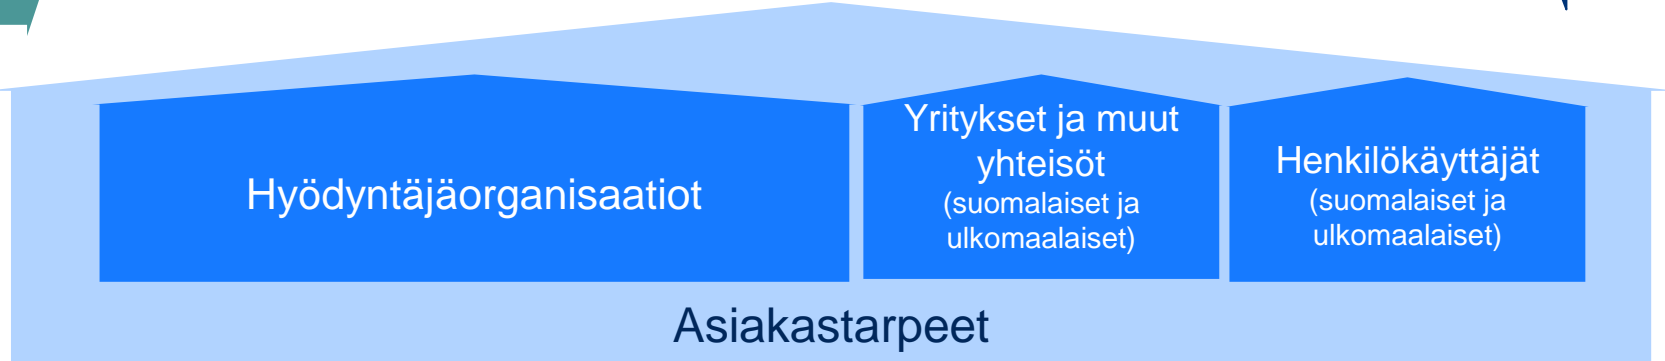 Hyödyntäjäorganisaatiot
Yritykset ja muut
yhteisöt
(suomalaiset ja
ulkomaalaiset)
Henkilökäyttäjät
(suomalaiset ja
ulkomaalaiset)
Asiakastarpeet